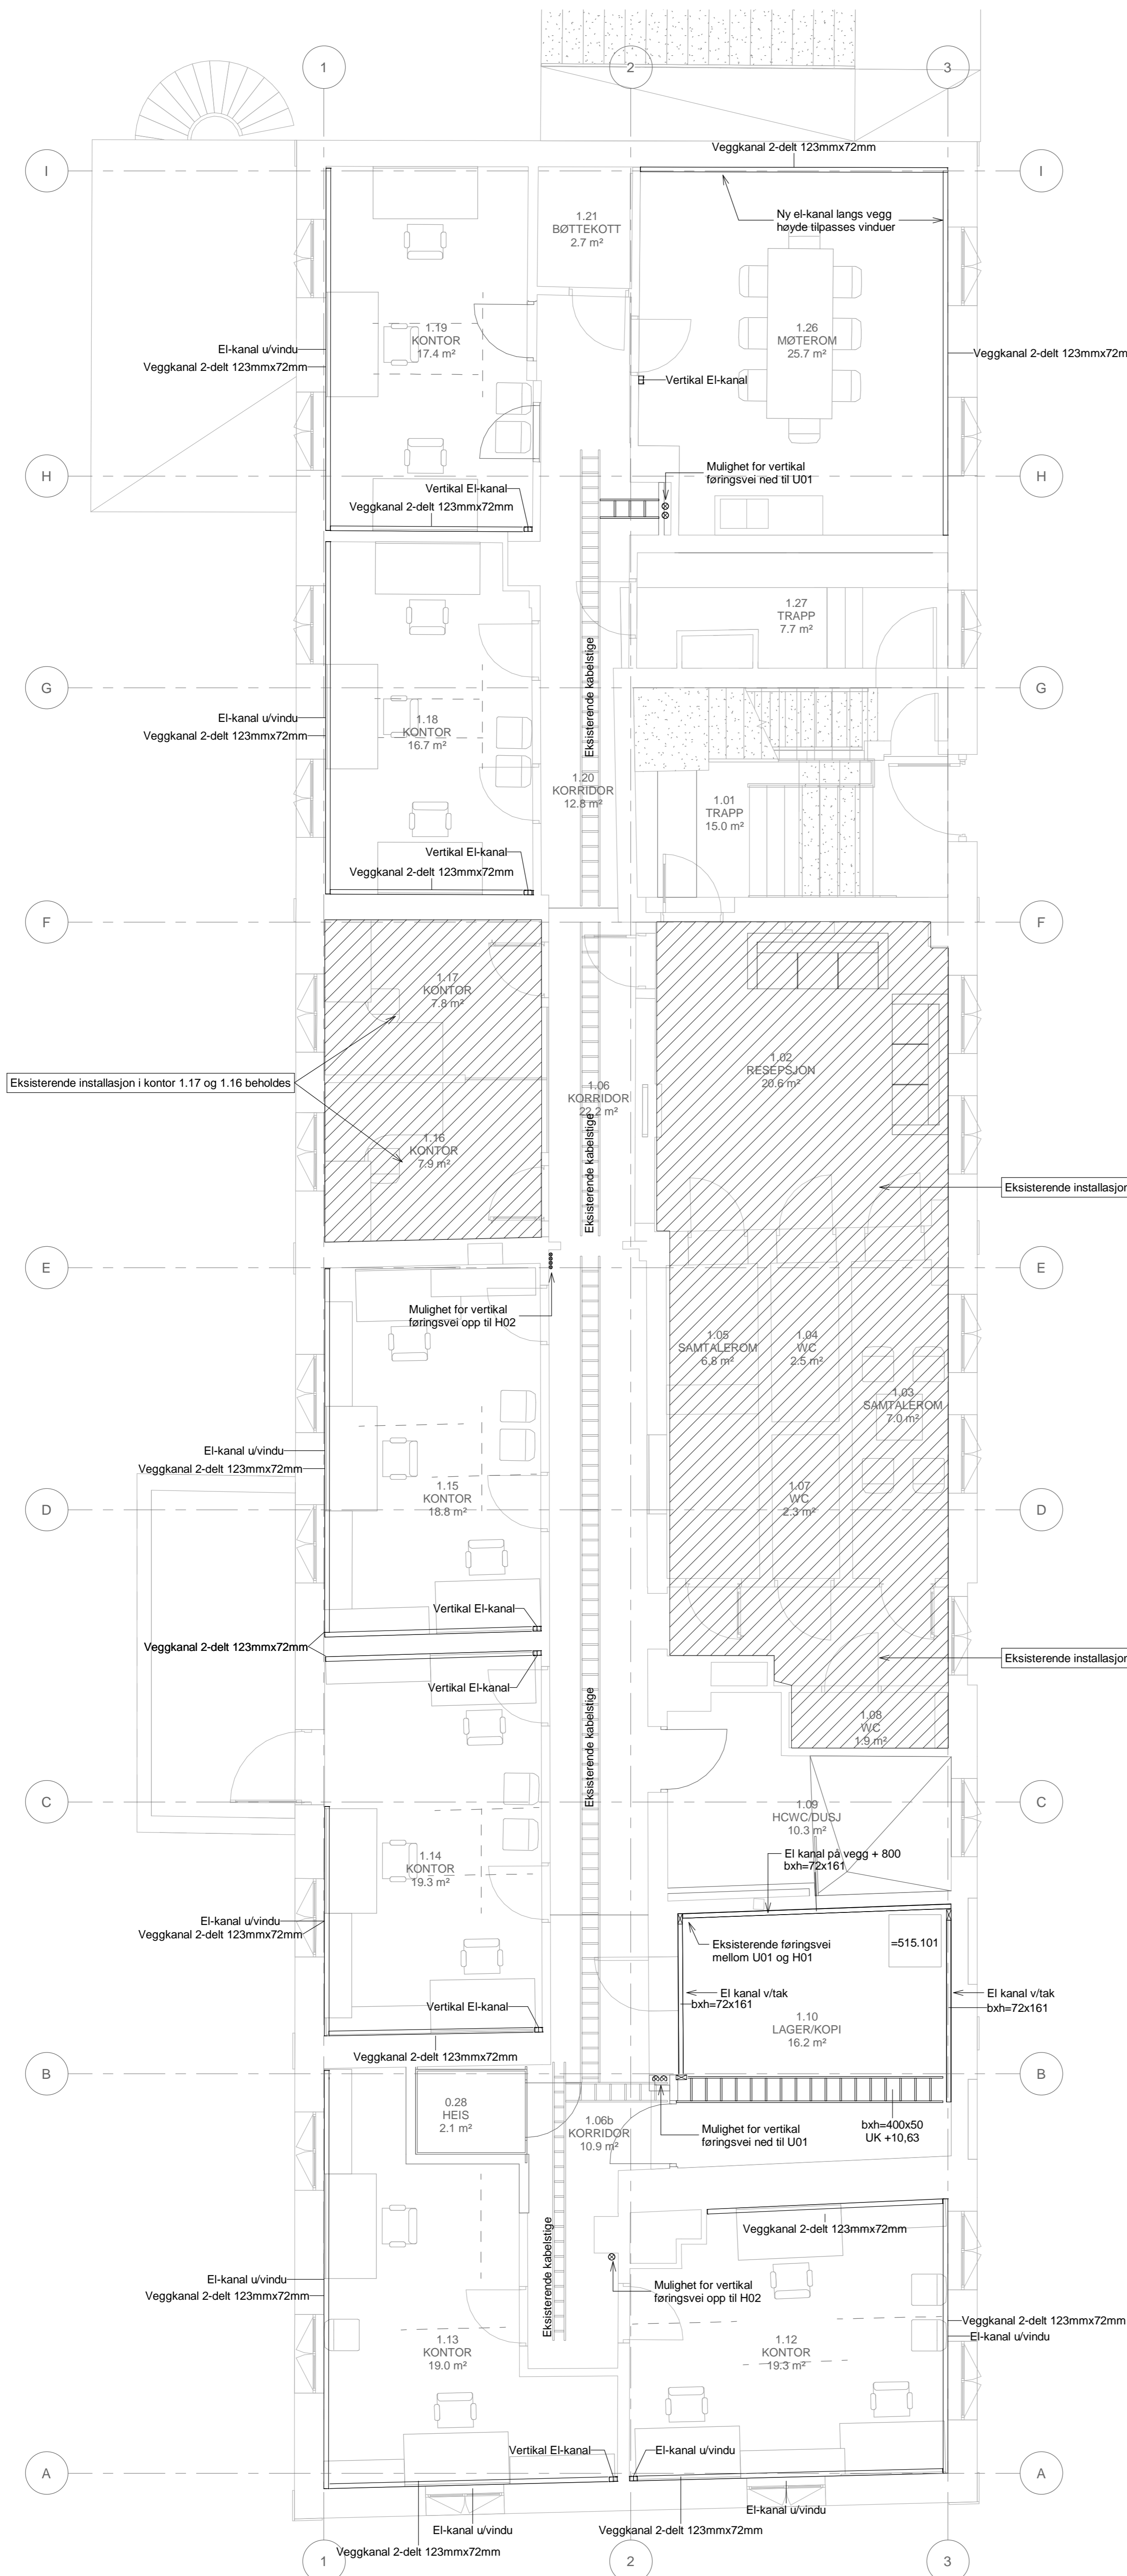 1
2
3
Veggkanal 2-delt 123mmx72mm
I
I
1.21
BØTTEKOTT
2.7 m²
Ny el-kanal langs vegg
høyde tilpasses vinduer
1.19
KONTOR
17.4 m²
1.26
MØTEROM
25.7 m²
El-kanal u/vindu
Veggkanal 2-delt 123mmx72mm
Veggkanal 2-delt 123mmx72m
Vertikal El-kanal
H
H
Mulighet for vertikal
føringsvei ned til U01
Vertikal El-kanal
Veggkanal 2-delt 123mmx72mm
1.27
TRAPP
7.7 m²
Eksisterende kabelstige
G
G
El-kanal u/vindu
Veggkanal 2-delt 123mmx72mm
1.18
KONTOR
16.7 m²
1.20
KORRIDOR
12.8 m²
1.01
TRAPP
15.0 m²
Vertikal El-kanal
Veggkanal 2-delt 123mmx72mm
F
F
1.17
KONTOR
7.8 m²
1.02
RESEPSJON
20.6 m²
Eksisterende installasjon i kontor 1.17 og 1.16 beholdes
1.06
KORRIDOR
22.2 m²
1.16
KONTOR
7.9 m²
Eksisterende kabelstige
Eksisterende installasjon
E
E
Mulighet for vertikal
føringsvei opp til H02
1.05
SAMTALEROM
6.8 m²
1.04
WC
2.5 m²
1.03
SAMTALEROM
7.0 m²
El-kanal u/vindu
Veggkanal 2-delt 123mmx72mm
1.15
KONTOR
18.8 m²
1.07
WC
2.3 m²
D
D
Vertikal El-kanal
Veggkanal 2-delt 123mmx72mm
Vertikal El-kanal
Eksisterende installasjon
Eksisterende kabelstige
1.08
WC
1.9 m²
C
C
1.09
HCWC/DUSJ
10.3 m²
1.14
KONTOR
19.3 m²
El kanal på vegg + 800
bxh=72x161
El-kanal u/vindu
Veggkanal 2-delt 123mmx72mm
Eksisterende føringsvei
mellom U01 og H01
=515.101
El kanal v/tak
bxh=72x161
El kanal v/tak
bxh=72x161
1.10
LAGER/KOPI
16.2 m²
Vertikal El-kanal
Veggkanal 2-delt 123mmx72mm
B
B
0.28
HEIS
2.1 m²
1.06b
KORRIDOR
10.9 m²
Mulighet for vertikal
føringsvei ned til U01
bxh=400x50
UK +10,63
Eksisterende kabelstige
Veggkanal 2-delt 123mmx72mm
El-kanal u/vindu
Veggkanal 2-delt 123mmx72mm
Mulighet for vertikal
føringsvei opp til H02
Veggkanal 2-delt 123mmx72mm
El-kanal u/vindu
1.13
KONTOR
19.0 m²
1.12
KONTOR
19.3 m²
Vertikal El-kanal
El-kanal u/vindu
A
A
El-kanal u/vindu
El-kanal u/vindu
Veggkanal 2-delt 123mmx72mm
Veggkanal 2-delt 123mmx72mm
1
2
3